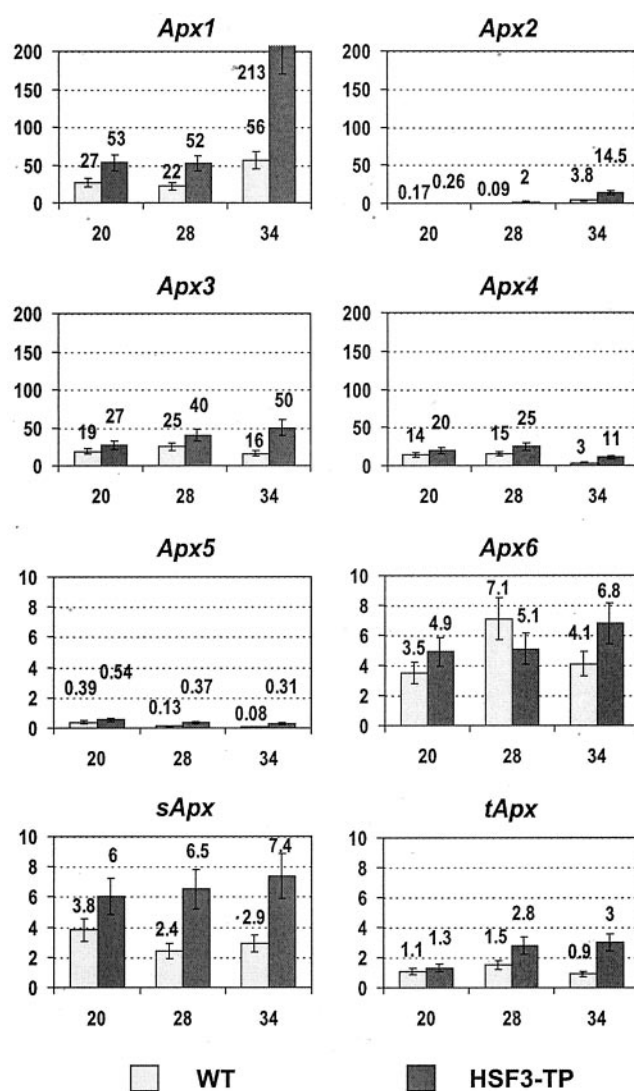 Apx1 Apx2
200 200
150 213 150
100 100
50 27 53 22 52 56 50 0.17 0.26 0.09 2 3.8 14.5
0 0
20 28 34 20 28 34
Apx3 Apx4
200 200
150 150
100 100
50 19 27 25 40 16 50 50 14 20 15 25 3 11
0 0
20 28 34 20 28 34
Apx5 Apx6
10 10
8 8 7.1 6.8
6 6 3.5 4.9 5.1 4.1
4 4
2 0.39 0.54 0.13 0.37 0.08 0.31 2
0 0
20 28 34 20 28 34
sApx tApx
10 10
8 6 6.5 7.4 8
6 3.8 6
4 2.4 2.9 4 1.1 1.3 1.5 2.8 0.9 3
2 2
0 0
20 28 34 20 28 34
WT HSF3-TP